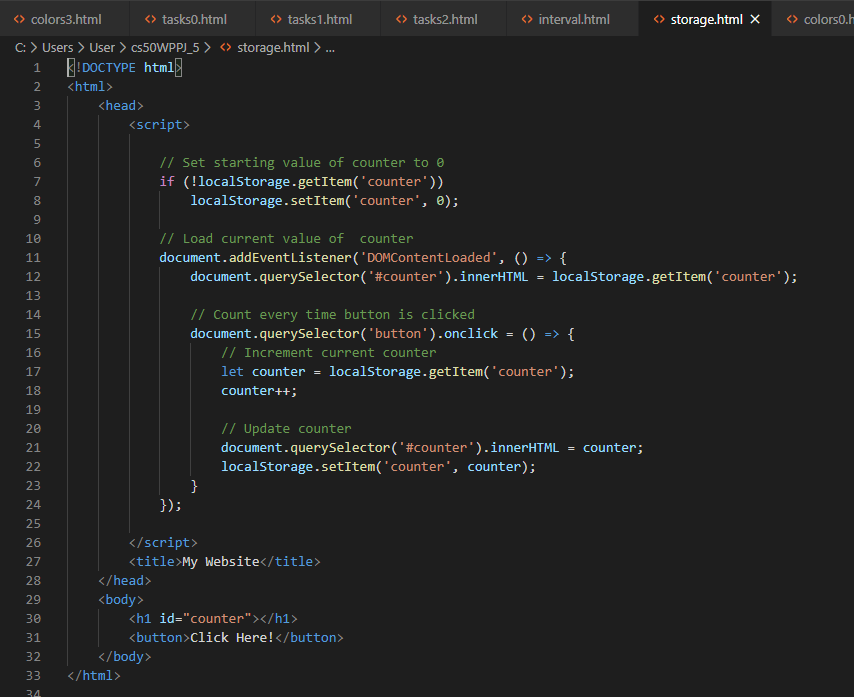 <> colors3.html <> tasks0.html <> tasks1.html <> tasks2.html <> interval.html <> storage.html × <> colors0.h
C: > Users > User > cs50WPPJ_5 > <> storage.html > ...
1 <!DOCTYPE html>
2 <html>
3     <head>
4         <script>
5
6             // Set starting value of counter to 0
7             if (!localStorage.getItem('counter'))
8                 localStorage.setItem('counter', 0);
9
10             // Load current value of  counter
11             document.addEventListener('DOMContentLoaded', () => {
12                 document.querySelector('#counter').innerHTML = localStorage.getItem('counter');
13
14                 // Count every time button is clicked
15                 document.querySelector('button').onclick = () => {
16                     // Increment current counter
17                     let counter = localStorage.getItem('counter');
18                     counter++;
19
20                     // Update counter
21                     document.querySelector('#counter').innerHTML = counter;
22                     localStorage.setItem('counter', counter);
23                 }
24             });
25
26         </script>
27         <title>My Website</title>
28     </head>
29     <body>
30         <h1 id="counter"></h1>
31         <button>Click Here!</button>
32     </body>
33 </html>
34